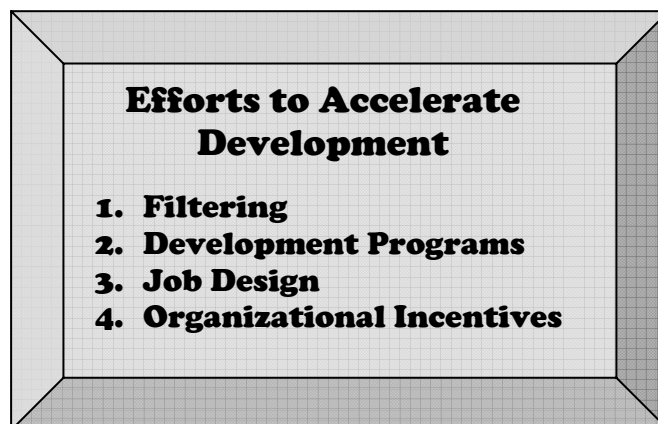 Efforts to Accelerate
Development
1. Filtering
2. Development Programs
3. Job Design
4. Organizational Incentives